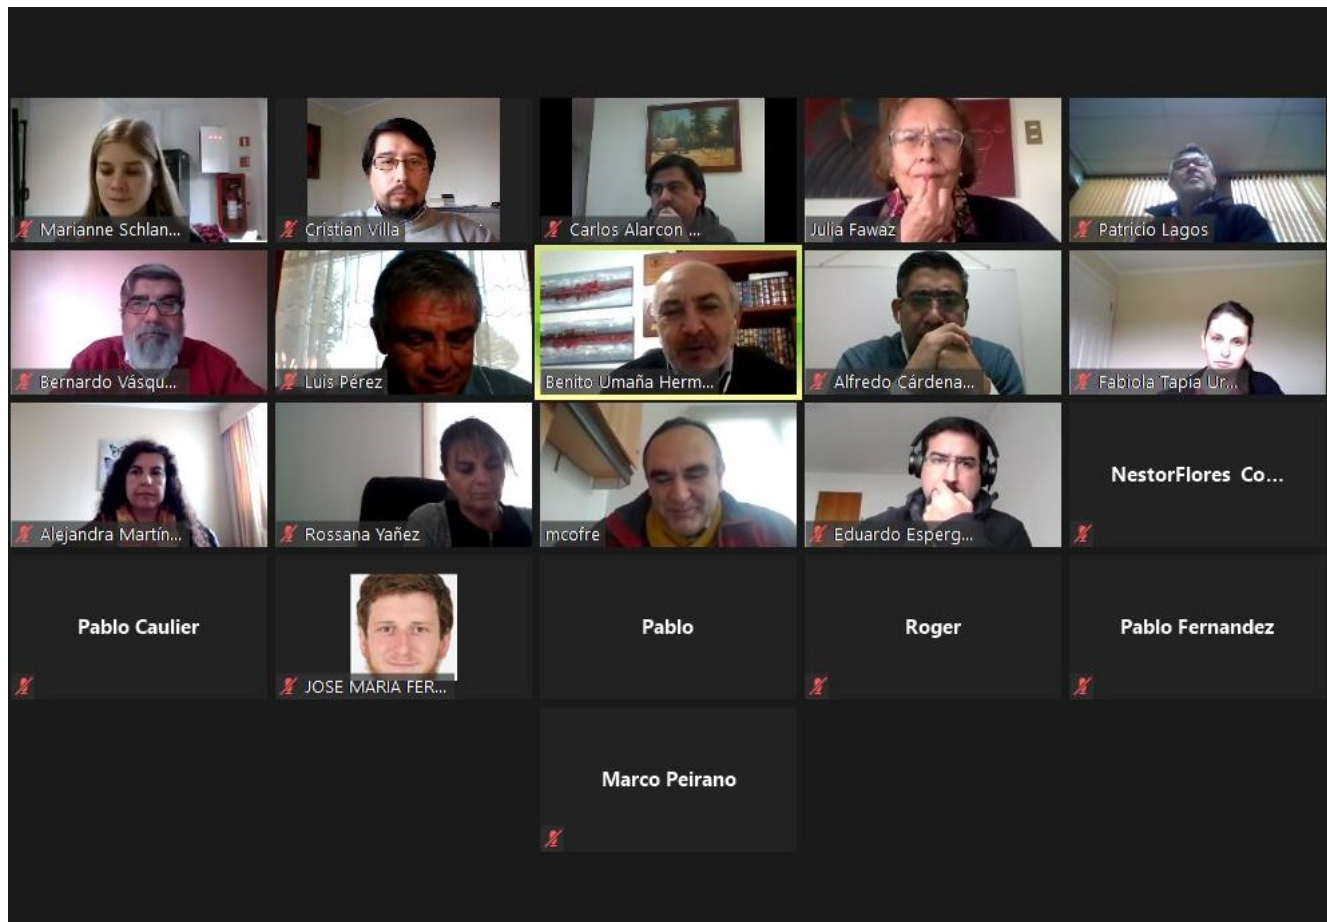 Marianne Schlan...
Cristian Villa
Carlos Alarcon ...
Julia Fawaz
Patricio Lagos
Bernardo Vásqu...
Luis Pérez
Benito Umaña Herm...
Alfredo Cárdena...
Fabiola Tapia Ur...
Alejandra Martín...
Rossana Yañez
mcofre
Eduardo Esperg...
NestorFlores Co...
Pablo Caulier
JOSE MARIA FER...
Pablo
Roger
Pablo Fernandez
Marco Peirano